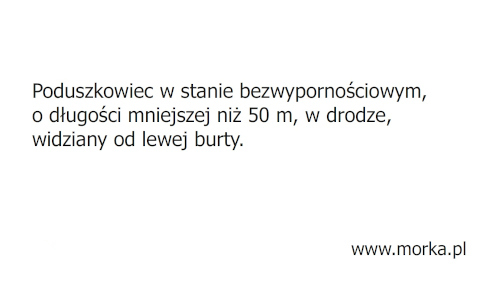 Poduszkowiec w stanie bezwypornościowym,
o długości mniejszej niż 50 m, w drodze,
widziany od lewej burty.
www.morka.pl